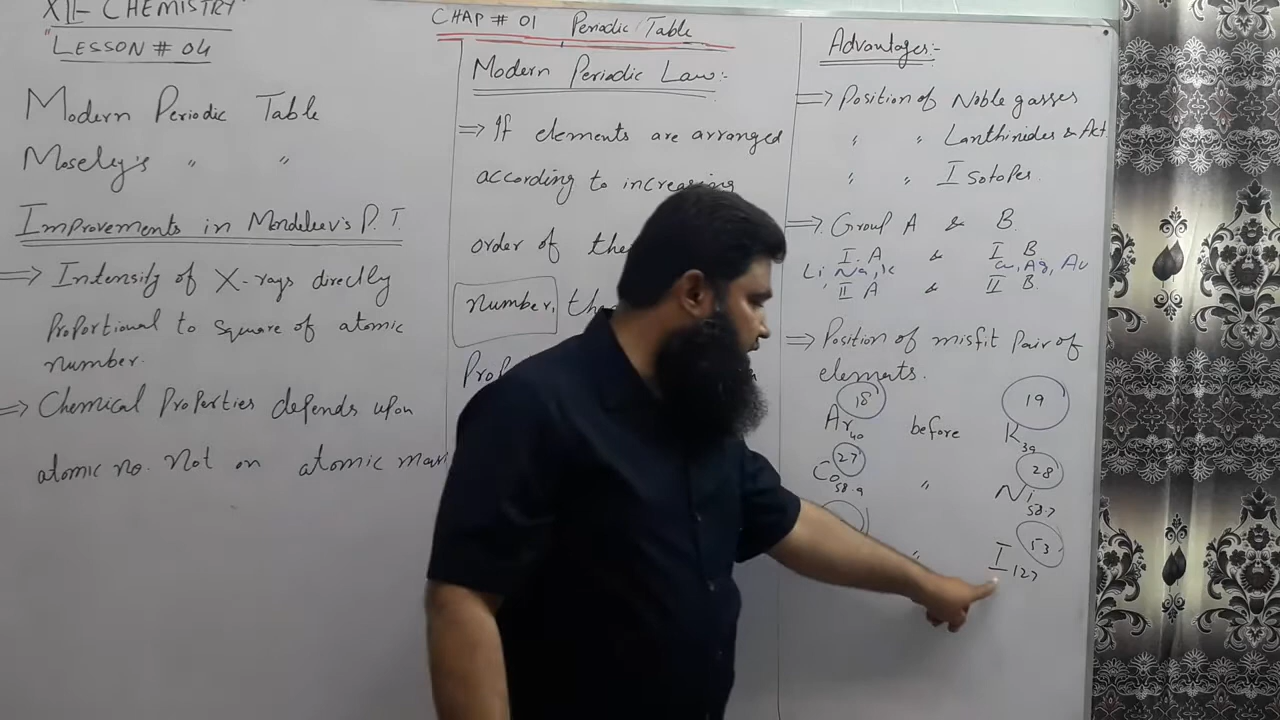 XII- CHEMISTRY
LESSON # 04
Modern Periodic Table
Moseley's " "
Improvements in Mendeleev's P.T.
⇒ Intensity of X-rays directly
Proportional to square of atomic
number.
⇒ Chemical Properties depends upon
atomic no. Not on atomic mass
CHAP # 01 Periodic Table
Modern Periodic Law:-
⇒ If elements are arranged
according to increasing
order of
number,
Advantages:-
⇒ Position of Noble gasses
" " Lanthinides & Act.
" " Isotopes.
⇒ Group A & B
I A & I B
Li, Na, K Cu, Ag, Au
II A & II B.
⇒ Position of misfit pair of
elements.
18 19
Ar 40 before K 39
27 28
Co 58.9 " Ni 58.7
53
" I 127